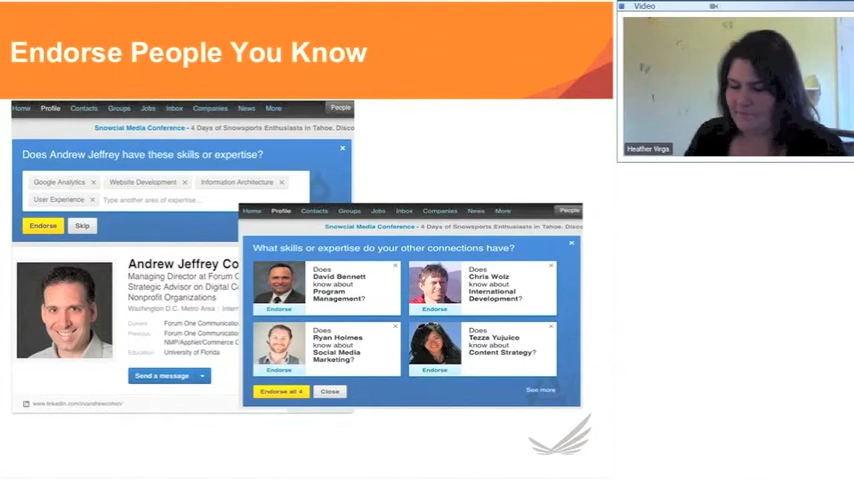 Endorse People You Know
Video
Heather Virga
Home Profile Contacts Groups Jobs Inbox Companies News More People
Snowcial Media Conference - 4 Days of Snowsports Enthusiasts in Tahoe. Disco
Does Andrew Jeffrey have these skills or expertise?
Google Analytics × Website Development × Information Architecture ×
User Experience × Type another area of expertise...
Endorse Skip
Andrew Jeffrey Co
Managing Director at Forum O
Strategic Advisor on Digital Co
Nonprofit Organizations
Washington D.C. Metro Area
Current Forum One Communication
Previous Forum One Communication
NMP/AppNet/Commerce O
Education University of Florida
Send a message
Home Profile Contacts Groups Jobs Inbox Companies News More People
Snowcial Media Conference - 4 Days of Snowsports Enthusiasts in Tahoe. Disco
What skills or expertise do your other connections have?
Does
David Bennett
know about
Program
Management?
Endorse
Does
Chris Wolz
know about
International
Development?
Endorse
Does
Ryan Holmes
know about
Social Media
Marketing?
Endorse
Does
Tezza Yujuico
know about
Content Strategy?
Endorse
Endorse all 4 Close
See more